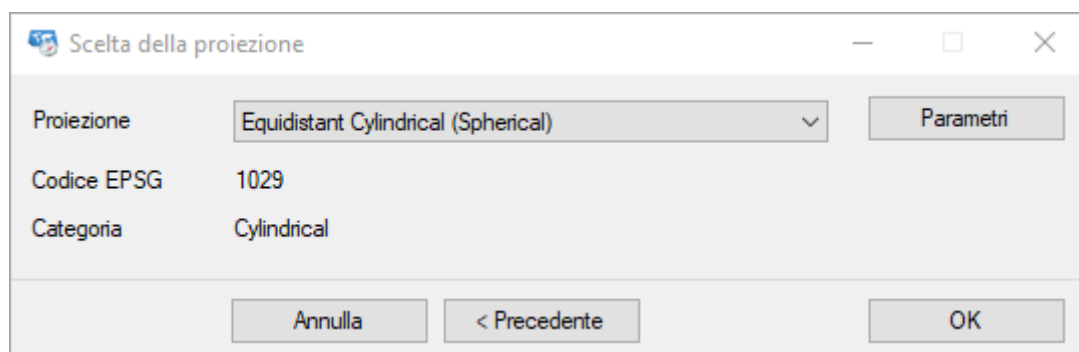 Scelta della proiezione
Proiezione Equidistant Cylindrical (Spherical) Parametri
Codice EPSG 1029
Categoria Cylindrical
Annulla < Precedente OK